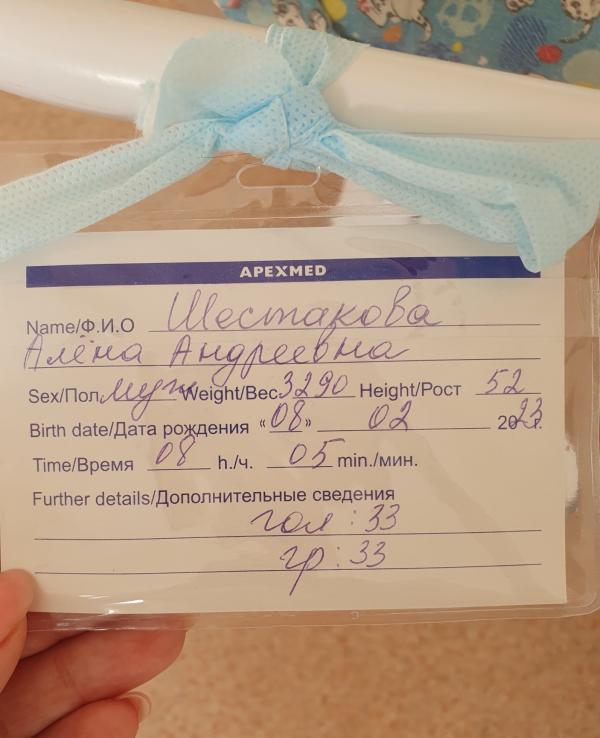 APEXMED
Name/Ф.И.О Шестакова
Алёна Андреевна
Sex/Пол муж Weight/Вес 3290 Height/Рост 52
Birth date/Дата рождения «08» 02 2023 г.
Time/Время 08 h./ч. 05 min./мин.
Further details/Дополнительные сведения
гол : 33
гр : 33